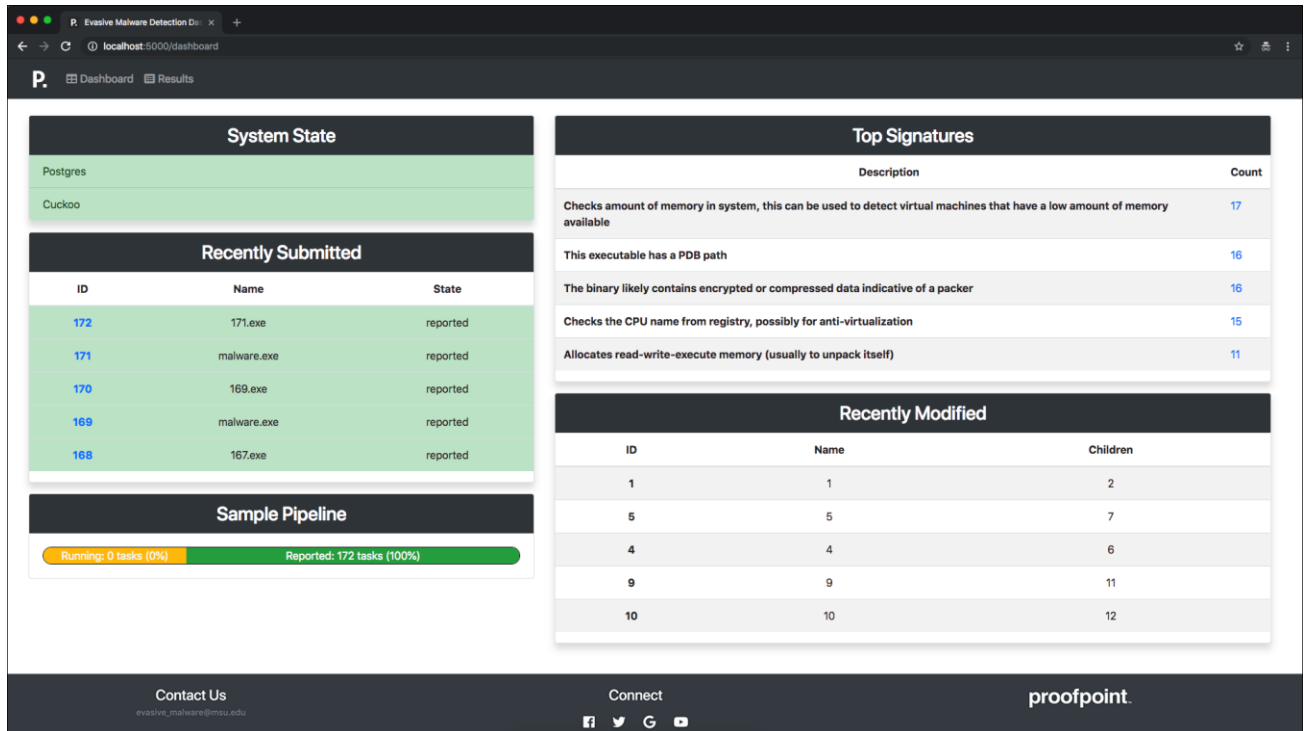 P. Evasive Malware Detection Das
localhost:5000/dashboard
P. Dashboard Results
System State
Postgres
Cuckoo
Recently Submitted
ID Name State
172 171.exe reported
171 malware.exe reported
170 169.exe reported
169 malware.exe reported
168 167.exe reported
Sample Pipeline
Running: 0 tasks (0%) Reported: 172 tasks (100%)
Top Signatures
Description Count
Checks amount of memory in system, this can be used to detect virtual machines that have a low amount of memory 17
available
This executable has a PDB path 16
The binary likely contains encrypted or compressed data indicative of a packer 16
Checks the CPU name from registry, possibly for anti-virtualization 15
Allocates read-write-execute memory (usually to unpack itself) 11
Recently Modified
ID Name Children
1 1 2
5 5 7
4 4 6
9 9 11
10 10 12
Contact Us
evasive_malware@msu.edu
Connect
proofpoint.